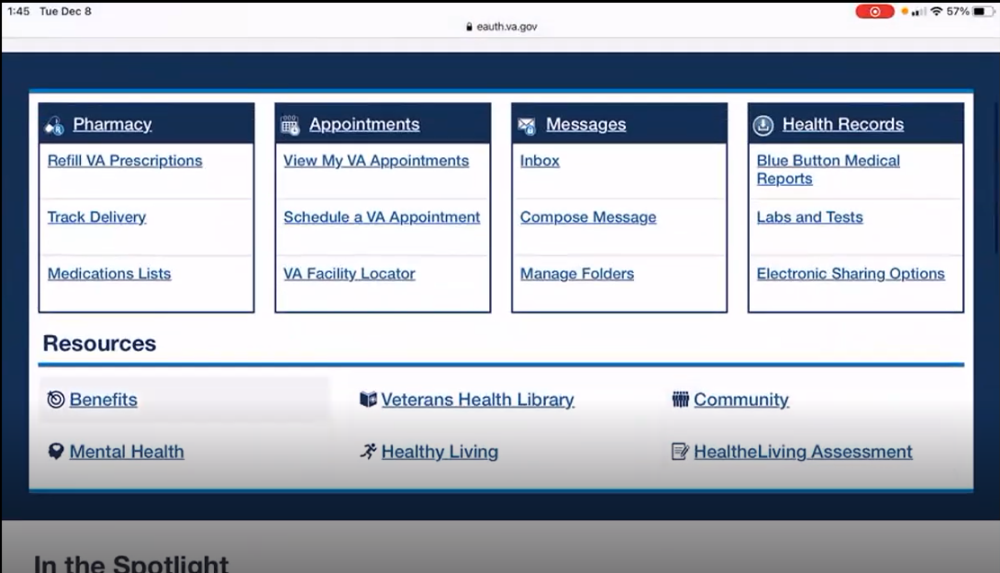 1:45 Tue Dec 8
57%
eauth.va.gov
Pharmacy
Refill VA Prescriptions
Track Delivery
Medications Lists
Appointments
View My VA Appointments
Schedule a VA Appointment
VA Facility Locator
Messages
Inbox
Compose Message
Manage Folders
Health Records
Blue Button Medical
Reports
Labs and Tests
Electronic Sharing Options
Resources
Benefits
Veterans Health Library
Community
Mental Health
Healthy Living
HealtheLiving Assessment
In the Spotlight